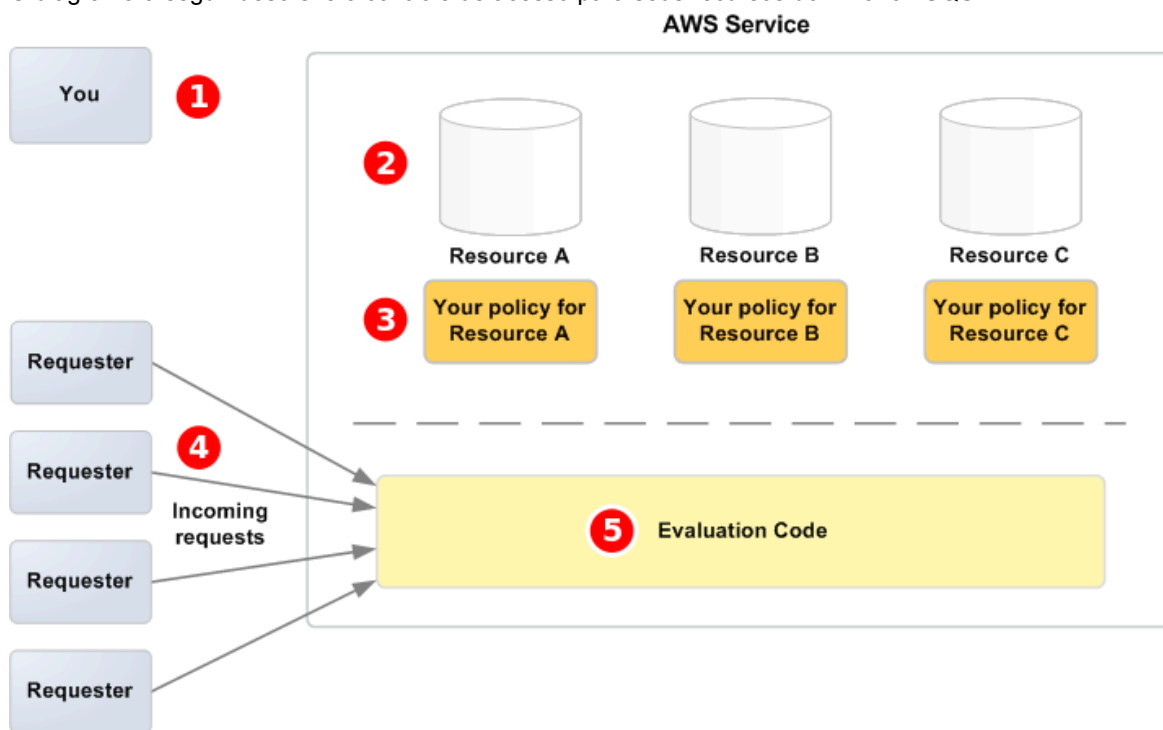 AWS Service
You
1
2
Resource A
Resource B
Resource C
3
Your policy for
Resource A
Your policy for
Resource B
Your policy for
Resource C
Requester
Requester
4
Incoming
requests
Requester
Requester
5
Evaluation Code